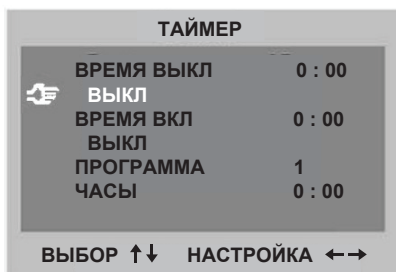 ТАЙМЕР
ВРЕМЯ ВЫКЛ 0 : 00
ВЫКЛ
ВРЕМЯ ВКЛ 0 : 00
ВЫКЛ
ПРОГРАММА 1
ЧАСЫ 0 : 00
ВЫБОР ↑↓ НАСТРОЙКА ←→